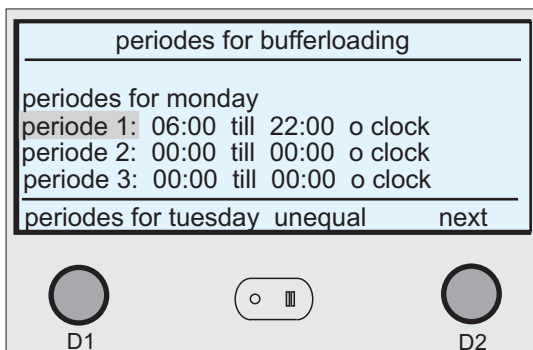 periodes for bufferloading
periodes for monday
periode 1: 06:00 till 22:00 o clock
periode 2: 00:00 till 00:00 o clock
periode 3: 00:00 till 00:00 o clock
periodes for tuesday unequal next
D1 D2